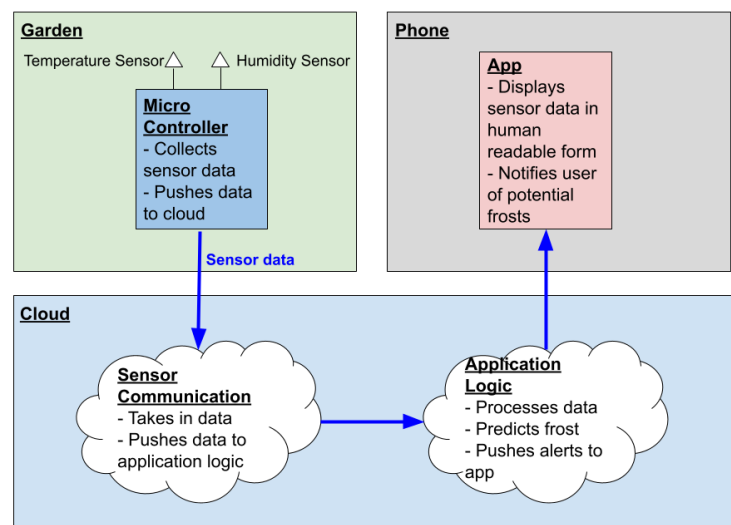 Garden
Temperature Sensor
Humidity Sensor
Micro
Controller
- Collects
sensor data
- Pushes data
to cloud
Sensor data
Phone
App
- Displays
sensor data in
human
readable form
- Notifies user
of potential
frosts
Cloud
Sensor
Communication
- Takes in data
- Pushes data to
application logic
Application
Logic
- Processes data
- Predicts frost
- Pushes alerts to
app